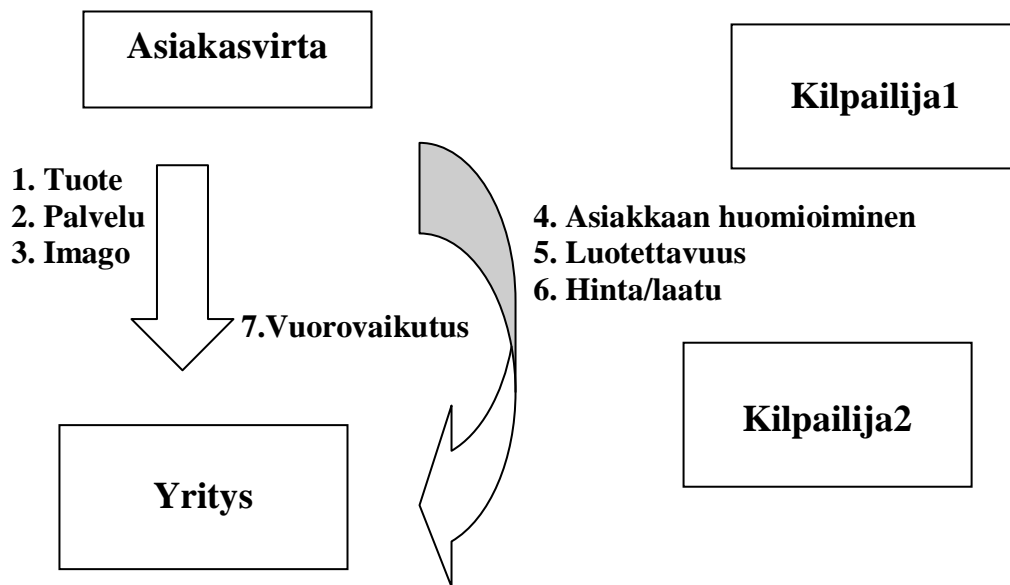 Asiakasvirta
Kilpailija1
1. Tuote
2. Palvelu
3. Imago
4. Asiakkaan huomioiminen
5. Luotettavuus
6. Hinta/laatu
7.Vuorovaikutus
Kilpailija2
Yritys